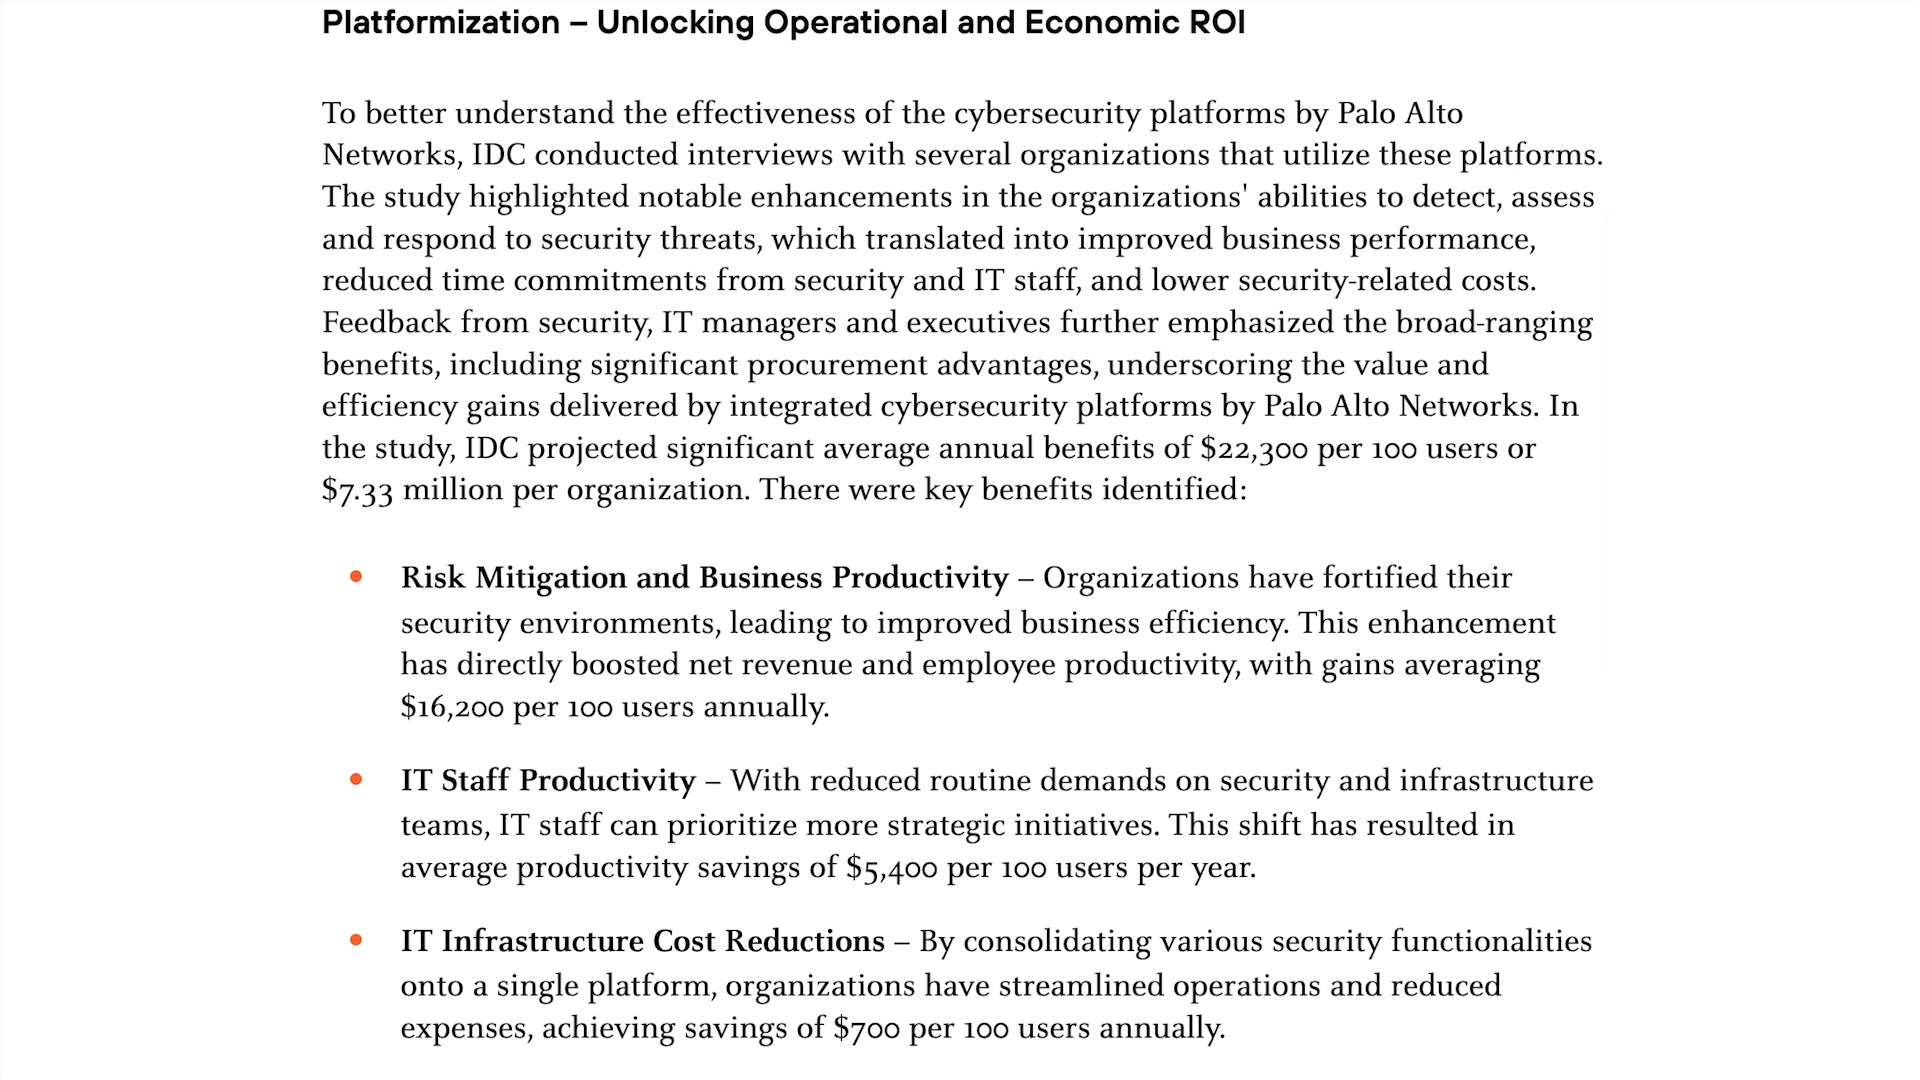 Platformization – Unlocking Operational and Economic ROI
To better understand the effectiveness of the cybersecurity platforms by Palo Alto
Networks, IDC conducted interviews with several organizations that utilize these platforms.
The study highlighted notable enhancements in the organizations' abilities to detect, assess
and respond to security threats, which translated into improved business performance,
reduced time commitments from security and IT staff, and lower security-related costs.
Feedback from security, IT managers and executives further emphasized the broad-ranging
benefits, including significant procurement advantages, underscoring the value and
efficiency gains delivered by integrated cybersecurity platforms by Palo Alto Networks. In
the study, IDC projected significant average annual benefits of $22,300 per 100 users or
$7.33 million per organization. There were key benefits identified:
• Risk Mitigation and Business Productivity – Organizations have fortified their
security environments, leading to improved business efficiency. This enhancement
has directly boosted net revenue and employee productivity, with gains averaging
$16,200 per 100 users annually.
• IT Staff Productivity – With reduced routine demands on security and infrastructure
teams, IT staff can prioritize more strategic initiatives. This shift has resulted in
average productivity savings of $5,400 per 100 users per year.
• IT Infrastructure Cost Reductions – By consolidating various security functionalities
onto a single platform, organizations have streamlined operations and reduced
expenses, achieving savings of $700 per 100 users annually.